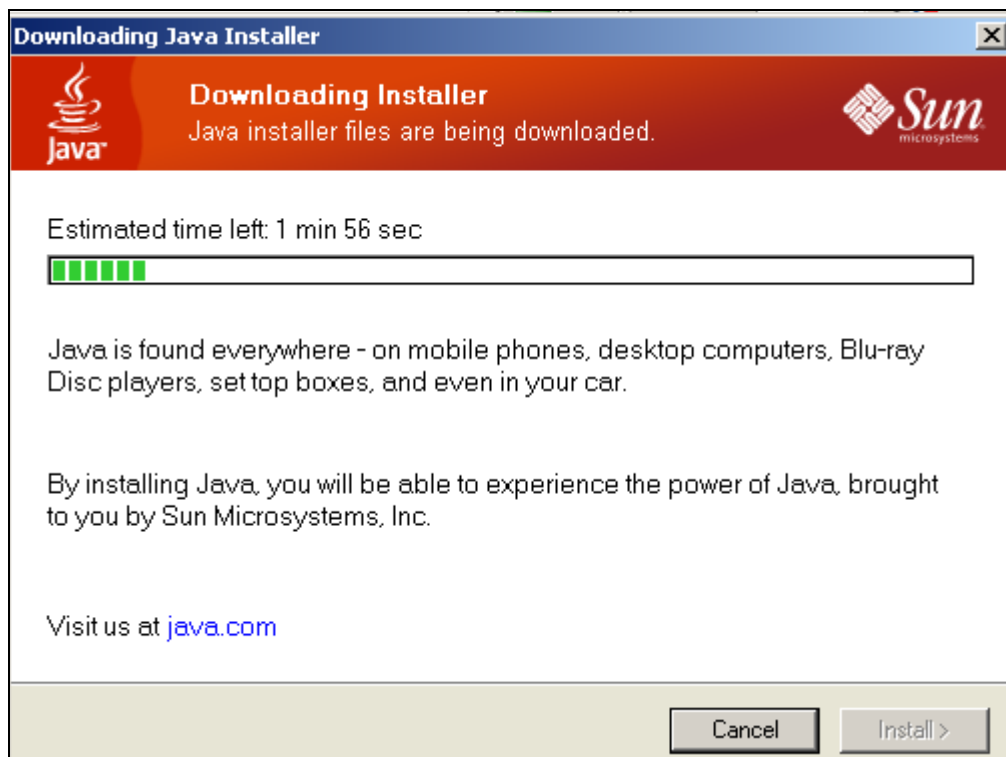 Downloading Java Installer
Downloading Installer
Java installer files are being downloaded.
Java™
Sun
microsystems
Estimated time left: 1 min 56 sec
Java is found everywhere - on mobile phones, desktop computers, Blu-ray
Disc players, set top boxes, and even in your car.
By installing Java, you will be able to experience the power of Java, brought
to you by Sun Microsystems, Inc.
Visit us at java.com
Cancel
Install >